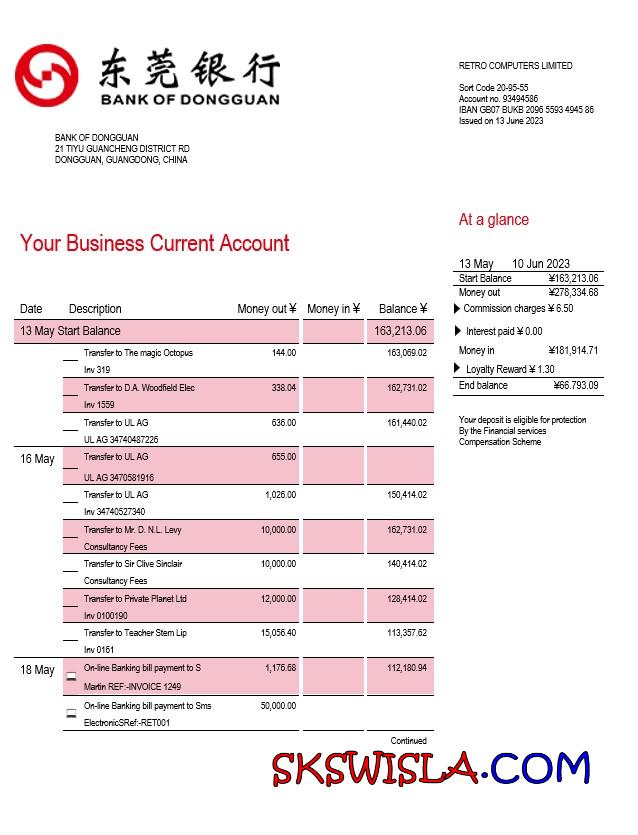 东莞银行
BANK OF DONGGUAN
RETRO COMPUTERS LIMITED
Sort Code 20-95-55
Account no. 93494586
IBAN GB07 BUKB 2096 5593 4945 86
Issued on 13 June 2023
BANK OF DONGGUAN
21 TIYU GUANCHENG DISTRICT RD
DONGGUAN, GUANGDONG, CHINA
At a glance
Your Business Current Account
13 May 10 Jun 2023
Start Balance ¥163,213.06
Money out ¥278,334.68
Commission charges ¥ 6.50
Interest paid ¥ 0.00
Money in ¥181,914.71
Loyalty Reward ¥ 1.30
End balance ¥66.793.09
Your deposit is eligible for protection
By the Financial services
Compensation Scheme
Date Description Money out ¥ Money in ¥ Balance ¥
13 May Start Balance 163,213.06
Transfer to The magic Octopus 144.00 163,069.02
Inv 319
Transfer to D.A. Woodfield Elec 338.04 162,731.02
Inv 1559
Transfer to UL AG 636.00 161,440.02
UL AG 34740487226
16 May Transfer to UL AG 655.00
UL AG 3470581916
Transfer to UL AG 1,026.00 150,414.02
Inv 34740527340
Transfer to Mr. D. N.L. Levy 10,000.00 162,731.02
Consultancy Fees
Transfer to Sir Clive Sinclair 10,000.00 140,414.02
Consultancy Fees
Transfer to Private Planet Ltd 12,000.00 128,414.02
Inv 0100190
Transfer to Teacher Stem Lip 15,056.40 113,357.62
Inv 0161
18 May On-line Banking bill payment to S 1,176.68 112,180.94
Martin REF:-INVOICE 1249
On-line Banking bill payment to Sms 50,000.00
ElectronicSRef:-RET001
Continued
SKSWISLA.COM